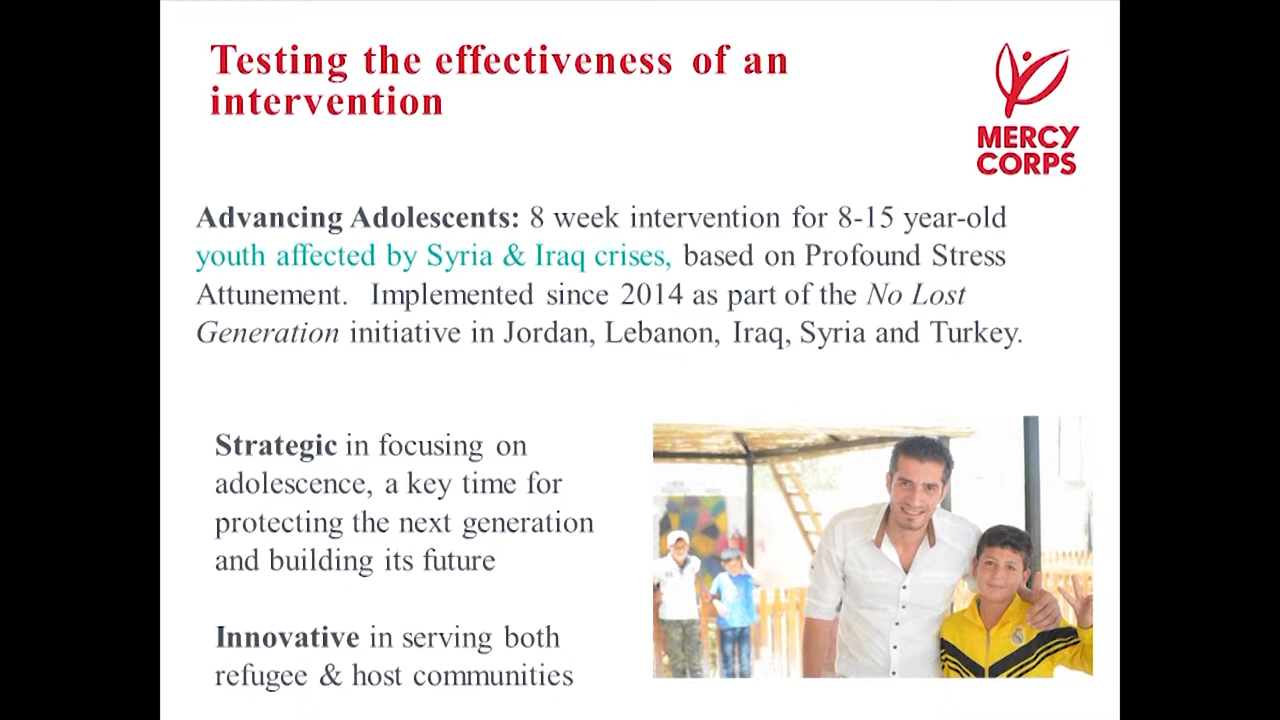 Testing the effectiveness of an
intervention
MERCY
CORPS
Advancing Adolescents: 8 week intervention for 8-15 year-old
youth affected by Syria & Iraq crises, based on Profound Stress
Attunement. Implemented since 2014 as part of the No Lost
Generation initiative in Jordan, Lebanon, Iraq, Syria and Turkey.
Strategic in focusing on
adolescence, a key time for
protecting the next generation
and building its future
Innovative in serving both
refugee & host communities